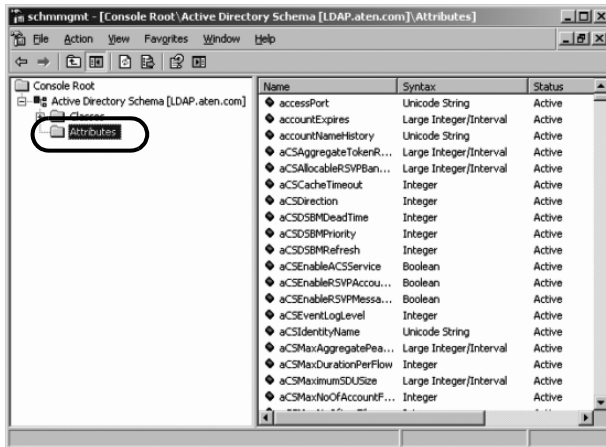 schmmgmt - [Console Root\Active Directory Schema [LDAP.aten.com]\Attributes]
File Action View Favorites Window Help
Console Root
Active Directory Schema [LDAP.aten.com]
Classes
Attributes
Name Syntax Status
accessPort Unicode String Active
accountExpires Large Integer/Interval Active
accountNameHistory Unicode String Active
aCSAggregateTokenR... Large Integer/Interval Active
aCSAllocableRSVPBan... Large Integer/Interval Active
aCSCacheTimeout Integer Active
aCSDirection Integer Active
aCSDSBMDeadTime Integer Active
aCSDSBMPriority Integer Active
aCSDSBMRefresh Integer Active
aCSEnableACSService Boolean Active
aCSEnableRSVPAccou... Boolean Active
aCSEnableRSVPMessa... Boolean Active
aCSEventLogLevel Integer Active
aCSIdentityName Unicode String Active
aCSMaxAggregatePea... Large Integer/Interval Active
aCSMaxDurationPerFlow Integer Active
aCSMaximumSDUSize Large Integer/Interval Active
aCSMaxNoOfAccountF... Integer Active